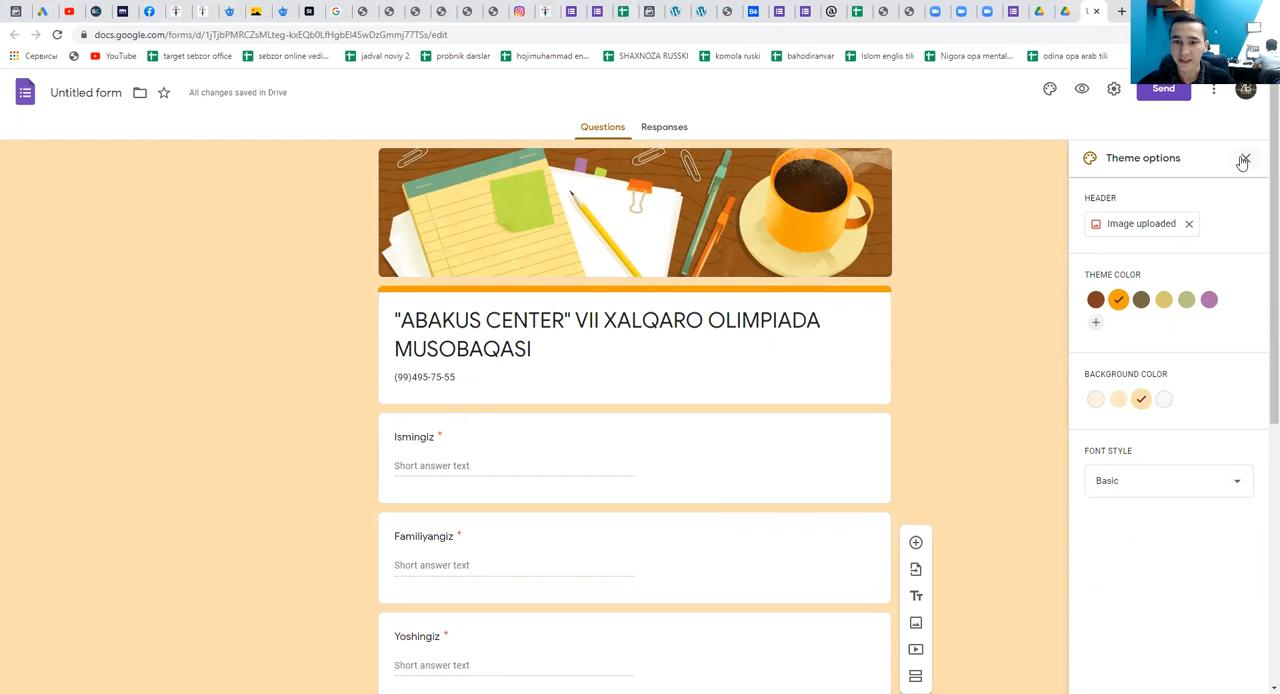 docs.google.com/forms/d/1jTjbPMRCZsMLteg-kxEQb0LfHgbEl45wDzGmmj77TSs/edit
Сервисы
YouTube
target sebzor office
sebzor online vedi...
jadval noviy 2
probnik darslar
hojimuhammad en...
SHAXNOZA RUSSKI
komola ruski
bahodiranvar
Islom englis tili
Nigora opa mental...
odina opa arab tili
Untitled form
All changes saved in Drive
Send
Questions
Responses
Theme options
HEADER
Image uploaded
THEME COLOR
BACKGROUND COLOR
FONT STYLE
Basic
"ABAKUS CENTER" VII XALQARO OLIMPIADA
MUSOBAQASI
(99)495-75-55
Ismingiz *
Short answer text
Familiyangiz *
Short answer text
Yoshingiz *
Short answer text